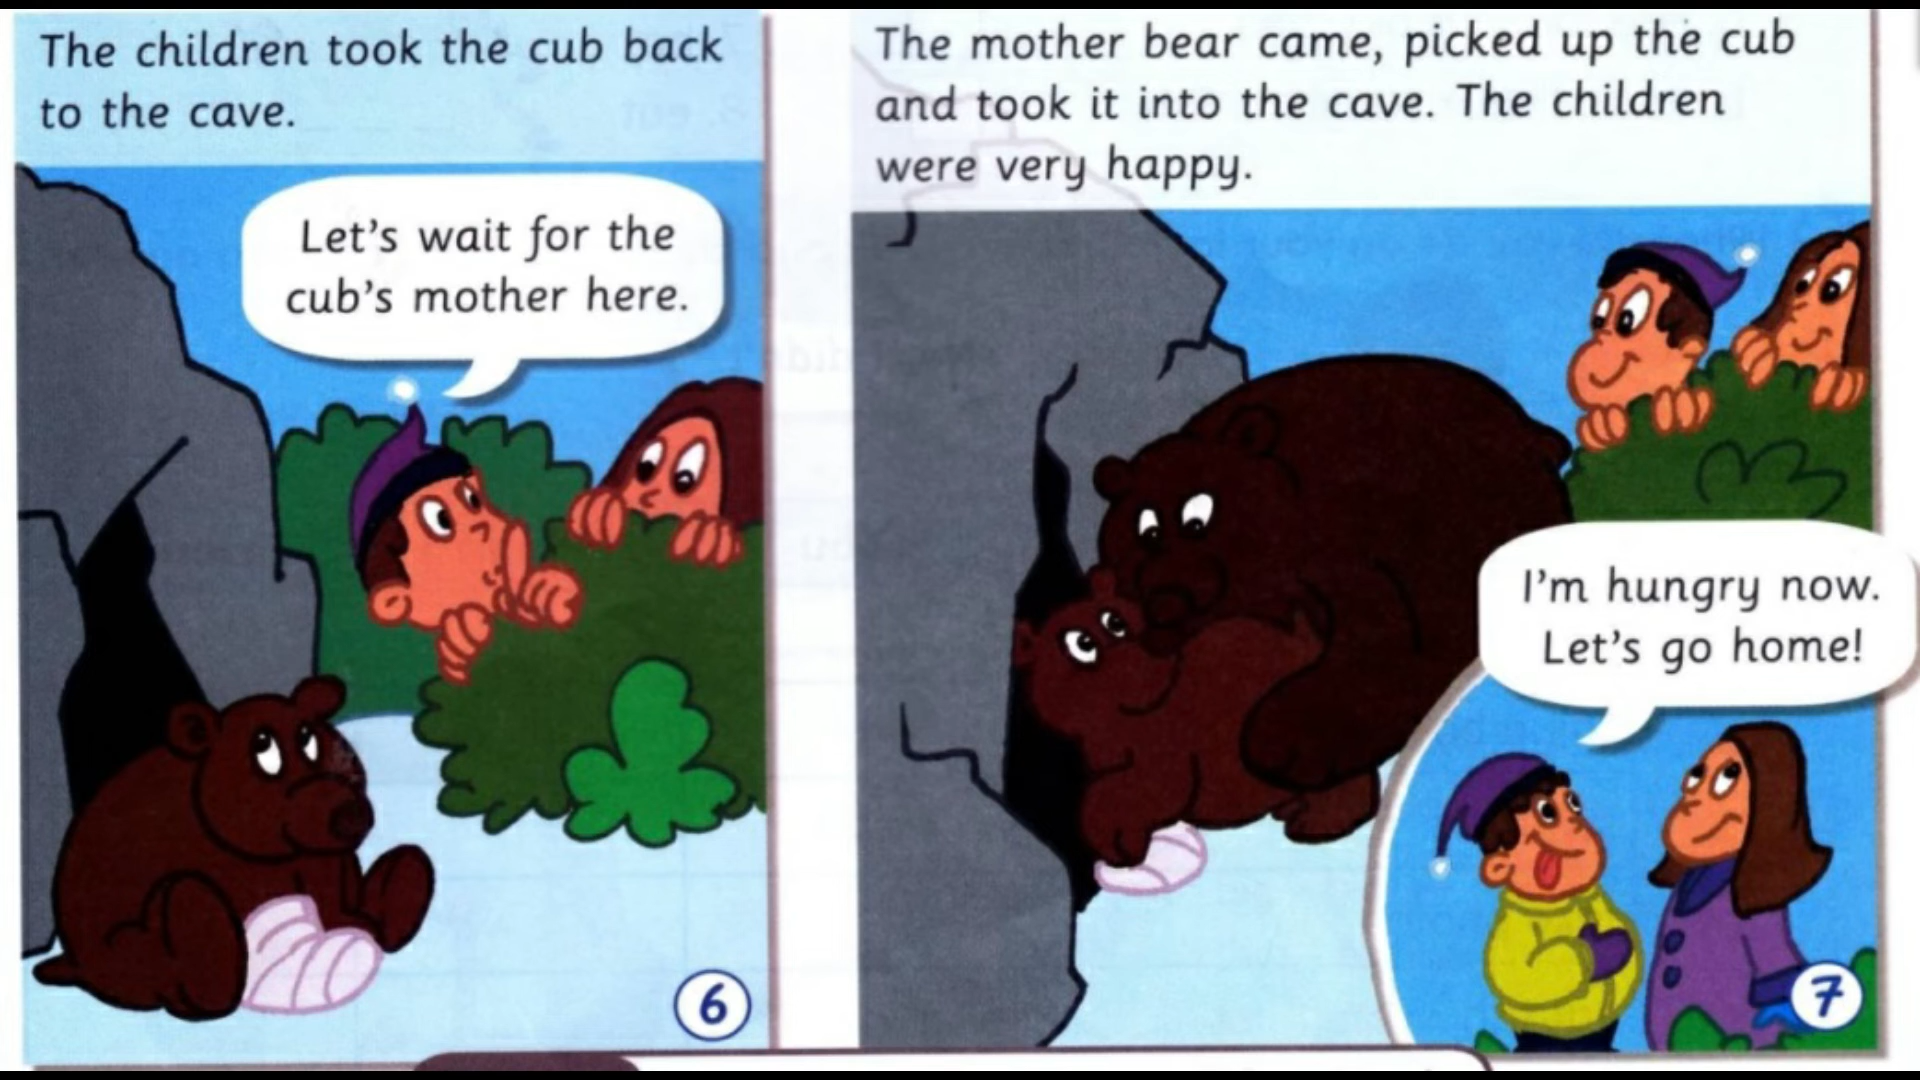 The children took the cub back
to the cave.
Let's wait for the
cub's mother here.
6
The mother bear came, picked up the cub
and took it into the cave. The children
were very happy.
I'm hungry now.
Let's go home!
7